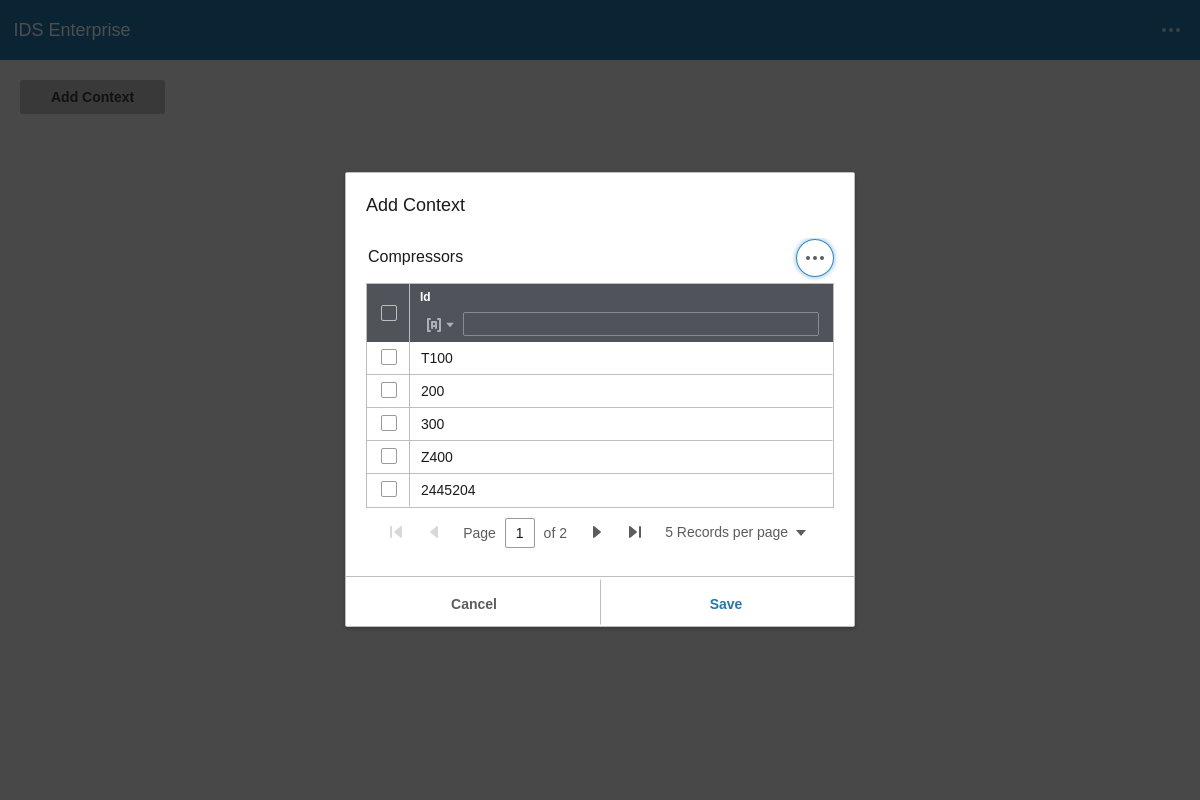 IDS Enterprise
Add Context
Add Context
Compressors
Id
T100
200
300
Z400
2445204
Page 1 of 2 5 Records per page
Cancel Save